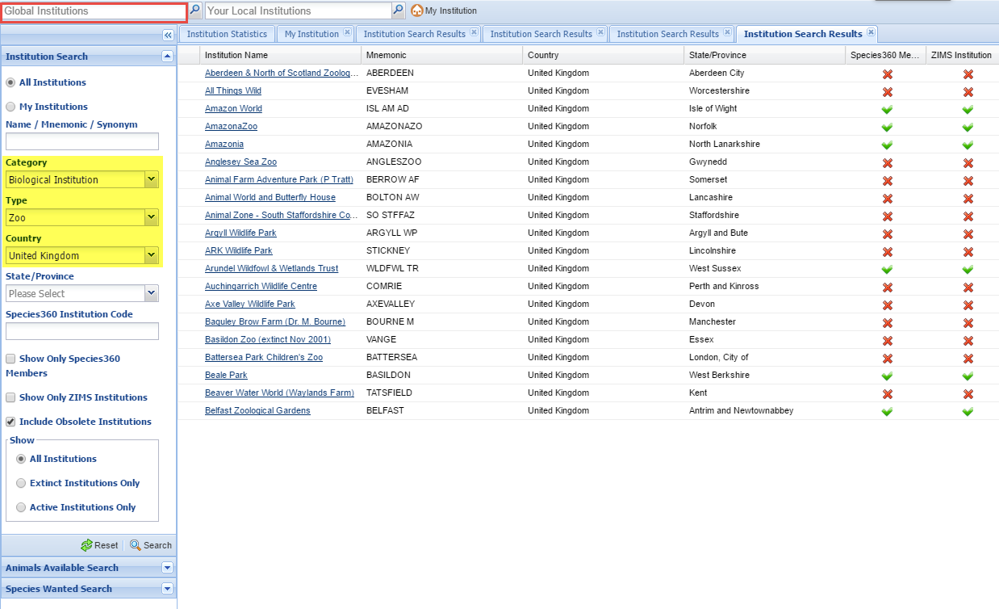 Global Institutions
Your Local Institutions
My Institution
Institution Statistics
My Institution
Institution Search Results
Institution Search Results
Institution Search Results
Institution Search Results
Institution Search
All Institutions
My Institutions
Name / Mnemonic / Synonym
Category
Biological Institution
Type
Zoo
Country
United Kingdom
State/Province
Please Select
Species360 Institution Code
Show Only Species360
Members
Show Only ZIMS Institutions
Include Obsolete Institutions
Show
All Institutions
Extinct Institutions Only
Active Institutions Only
Reset
Search
Animals Available Search
Species Wanted Search
Institution Name Mnemonic Country State/Province Species360 Me... ZIMS Institution
Aberdeen & North of Scotland Zoolog... ABERDEEN United Kingdom Aberdeen City
All Things Wild EVESHAM United Kingdom Worcestershire
Amazon World ISL AM AD United Kingdom Isle of Wight
AmazonaZoo AMAZONAZO United Kingdom Norfolk
Amazonia AMAZONIA United Kingdom North Lanarkshire
Anglesey Sea Zoo ANGLESZOO United Kingdom Gwynedd
Animal Farm Adventure Park (P Tratt) BERROW AF United Kingdom Somerset
Animal World and Butterfly House BOLTON AW United Kingdom Lancashire
Animal Zone - South Staffordshire Co... SO STFFAZ United Kingdom Staffordshire
Argyll Wildlife Park ARGYLL WP United Kingdom Argyll and Bute
ARK Wildlife Park STICKNEY United Kingdom Lincolnshire
Arundel Wildfowl & Wetlands Trust WLDFWL TR United Kingdom West Sussex
Auchingarrich Wildlife Centre COMRIE United Kingdom Perth and Kinross
Axe Valley Wildlife Park AXEVALLEY United Kingdom Devon
Baguley Brow Farm (Dr. M. Bourne) BOURNE M United Kingdom Manchester
Basildon Zoo (extinct Nov 2001) VANGE United Kingdom Essex
Battersea Park Children's Zoo BATTERSEA United Kingdom London, City of
Beale Park BASILDON United Kingdom West Berkshire
Beaver Water World (Waylands Farm) TATSFIELD United Kingdom Kent
Belfast Zoological Gardens BELFAST United Kingdom Antrim and Newtownabbey